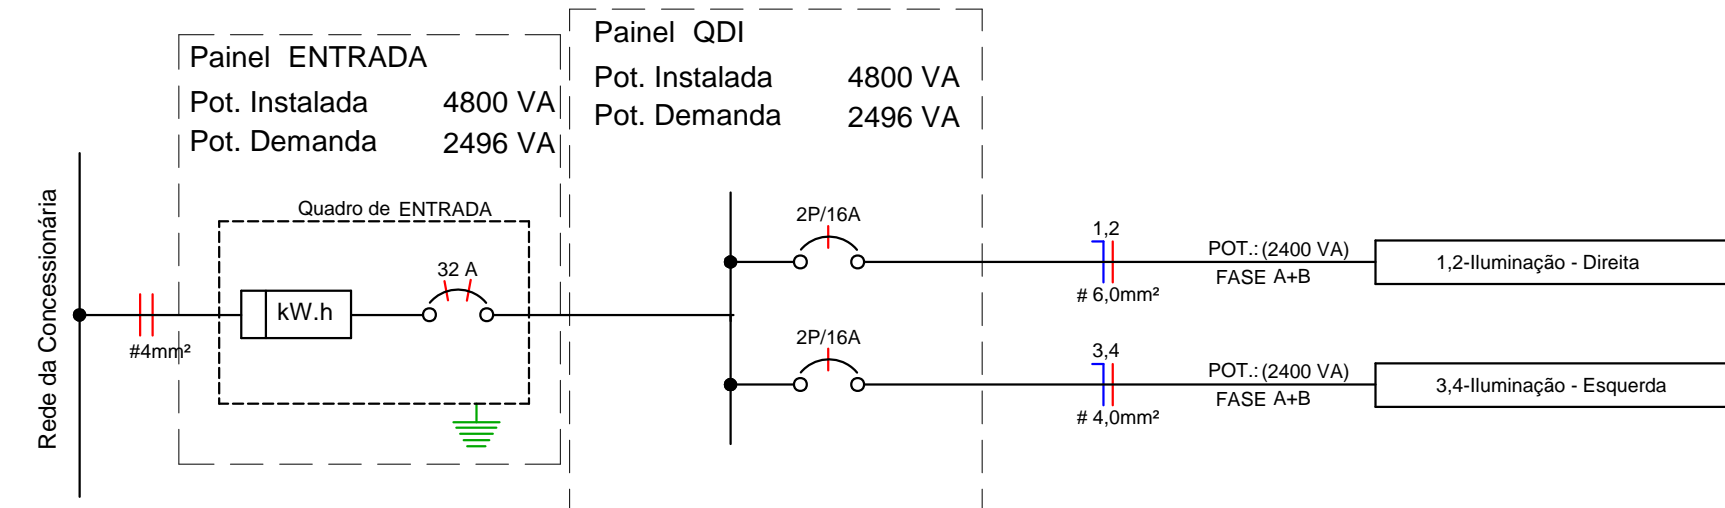 Painel ENTRADA
Pot. Instalada 4800 VA
Pot. Demanda 2496 VA
Painel QDI
Pot. Instalada 4800 VA
Pot. Demanda 2496 VA
Rede da Concessionária
#4mm²
Quadro de ENTRADA
kW.h
32 A
2P/16A
1,2
# 6,0mm²
POT.: (2400 VA)
FASE A+B
1,2-Iluminação - Direita
2P/16A
3,4
# 4,0mm²
POT.: (2400 VA)
FASE A+B
3,4-Iluminação - Esquerda